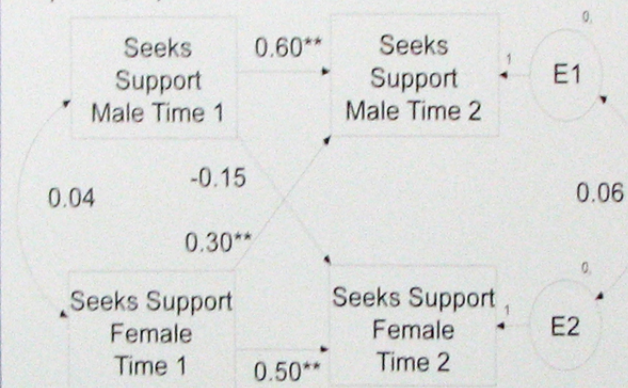 Seeks
Support
Male Time 1
0.60**
Seeks
Support
Male Time 2
0,
1
E1
0.04
-0.15
0.30**
0.06
Seeks Support
Female
Time 1
0.50**
Seeks Support
Female
Time 2
0,
1
E2